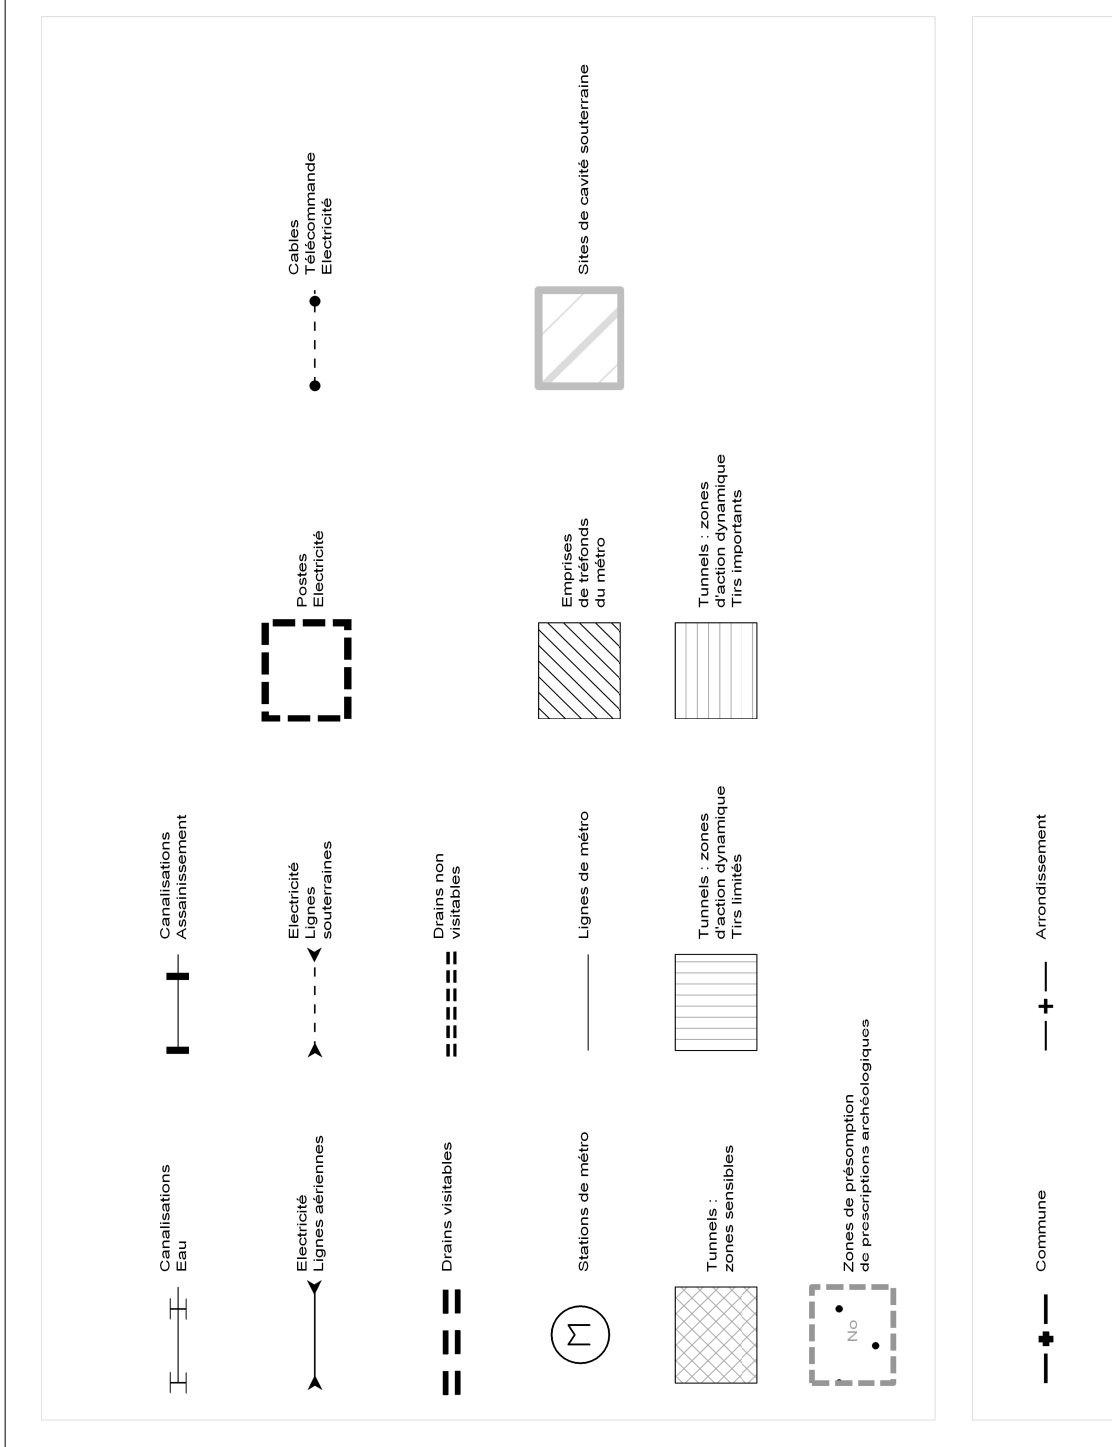 Canalisations
Eau
Canalisations
Assainissement
Electricité
Lignes aériennes
Electricité
Lignes
souterraines
Postes
Electricité
Cables
Télécommande
Electricité
Drains visitables
Drains non
visitables
M
Stations de métro
Lignes de métro
Emprises
de tréfonds
du métro
Sites de cavité souterraine
Tunnels :
zones sensibles
Tunnels : zones
d'action dynamique
Tirs limités
Tunnels : zones
d'action dynamique
Tirs importants
No
Zones de présomption
de prescriptions archéologiques
Commune
Arrondissement